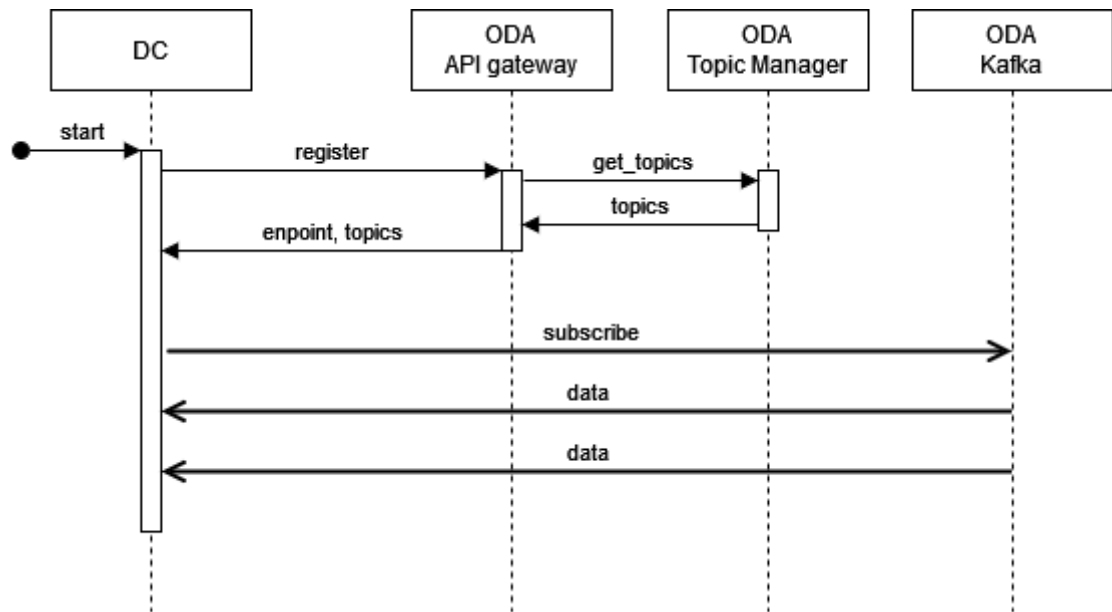 DC
ODA
API gateway
ODA
Topic Manager
ODA
Kafka
start
register
get_topics
topics
enpoint, topics
subscribe
data
data